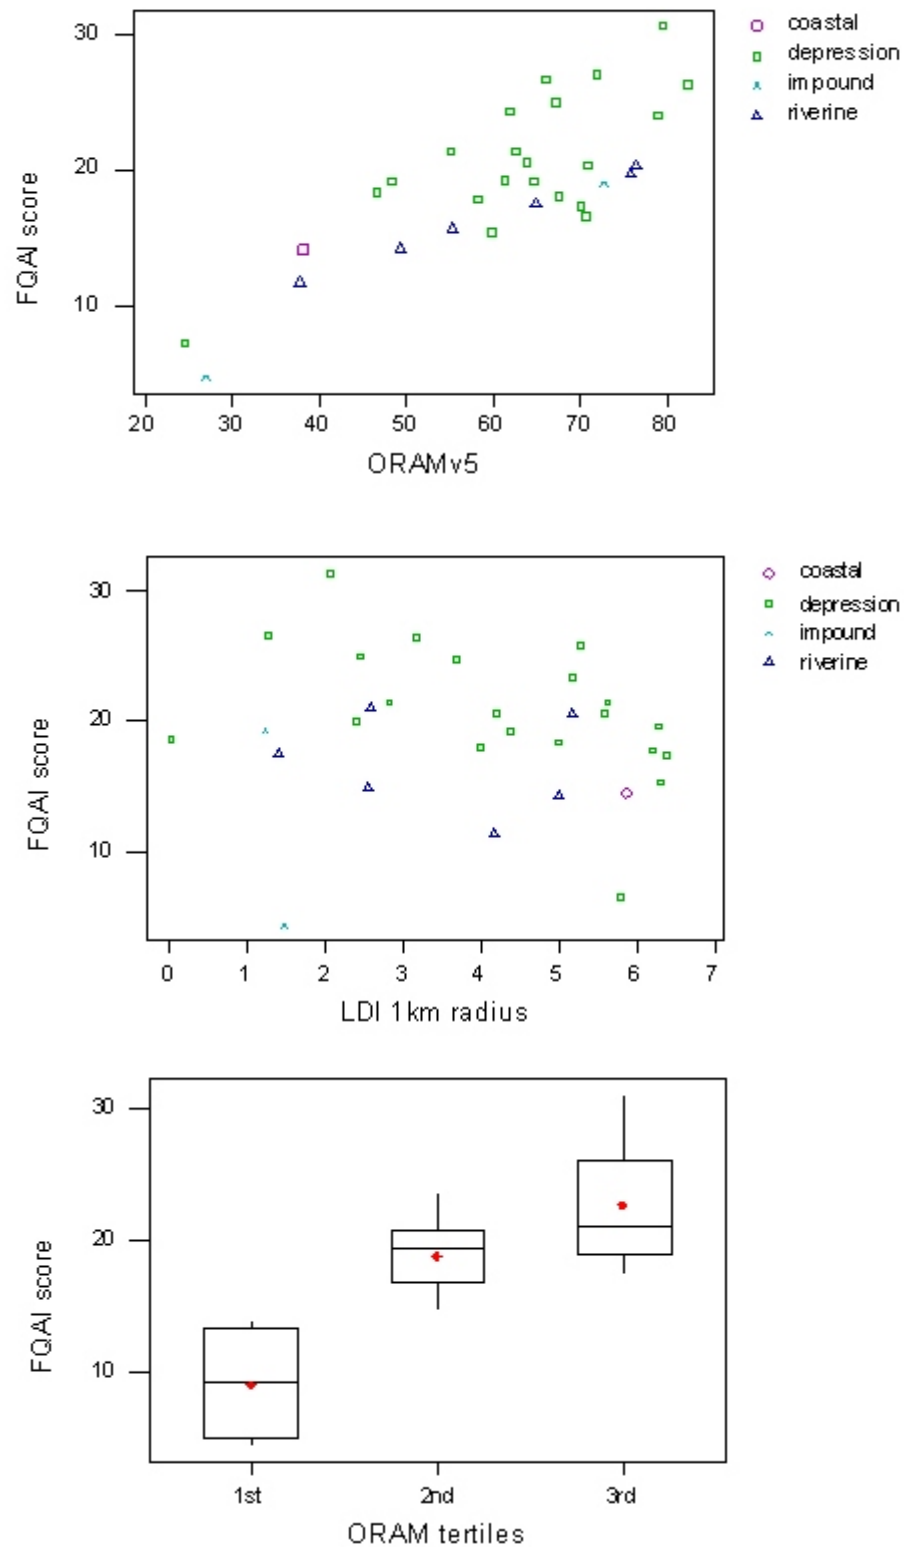 30
20
10
FQAI score
20 30 40 50 60 70 80
ORAMv5
coastal
depression
impound
riverine
30
20
10
FQAI score
0 1 2 3 4 5 6 7
LDI 1km radius
coastal
depression
impound
riverine
30
20
10
FQAI score
1st 2nd 3rd
ORAM tertiles